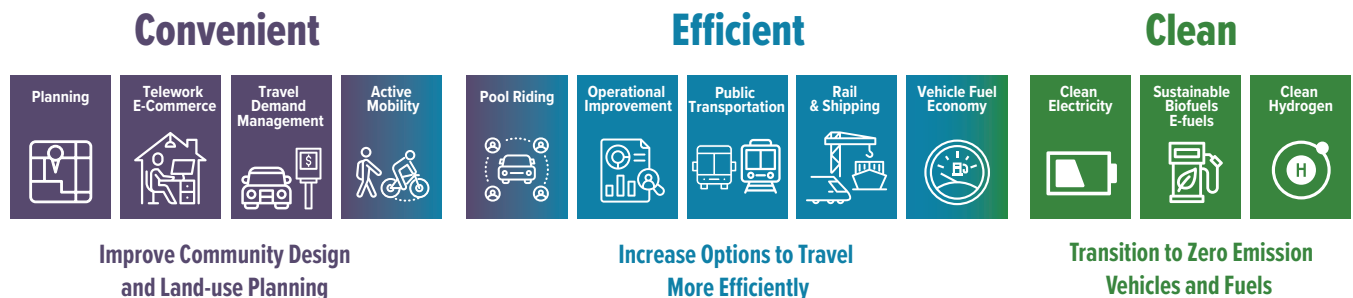 Convenient
Efficient
Clean
Planning
Telework
E-Commerce
Travel
Demand
Management
$
Active
Mobility
Pool Riding
Operational
Improvement
Public
Transportation
Rail
& Shipping
Vehicle Fuel
Economy
Clean
Electricity
Sustainable
Biofuels
E-fuels
Clean
Hydrogen
H
Improve Community Design
and Land-use Planning
Increase Options to Travel
More Efficiently
Transition to Zero Emission
Vehicles and Fuels